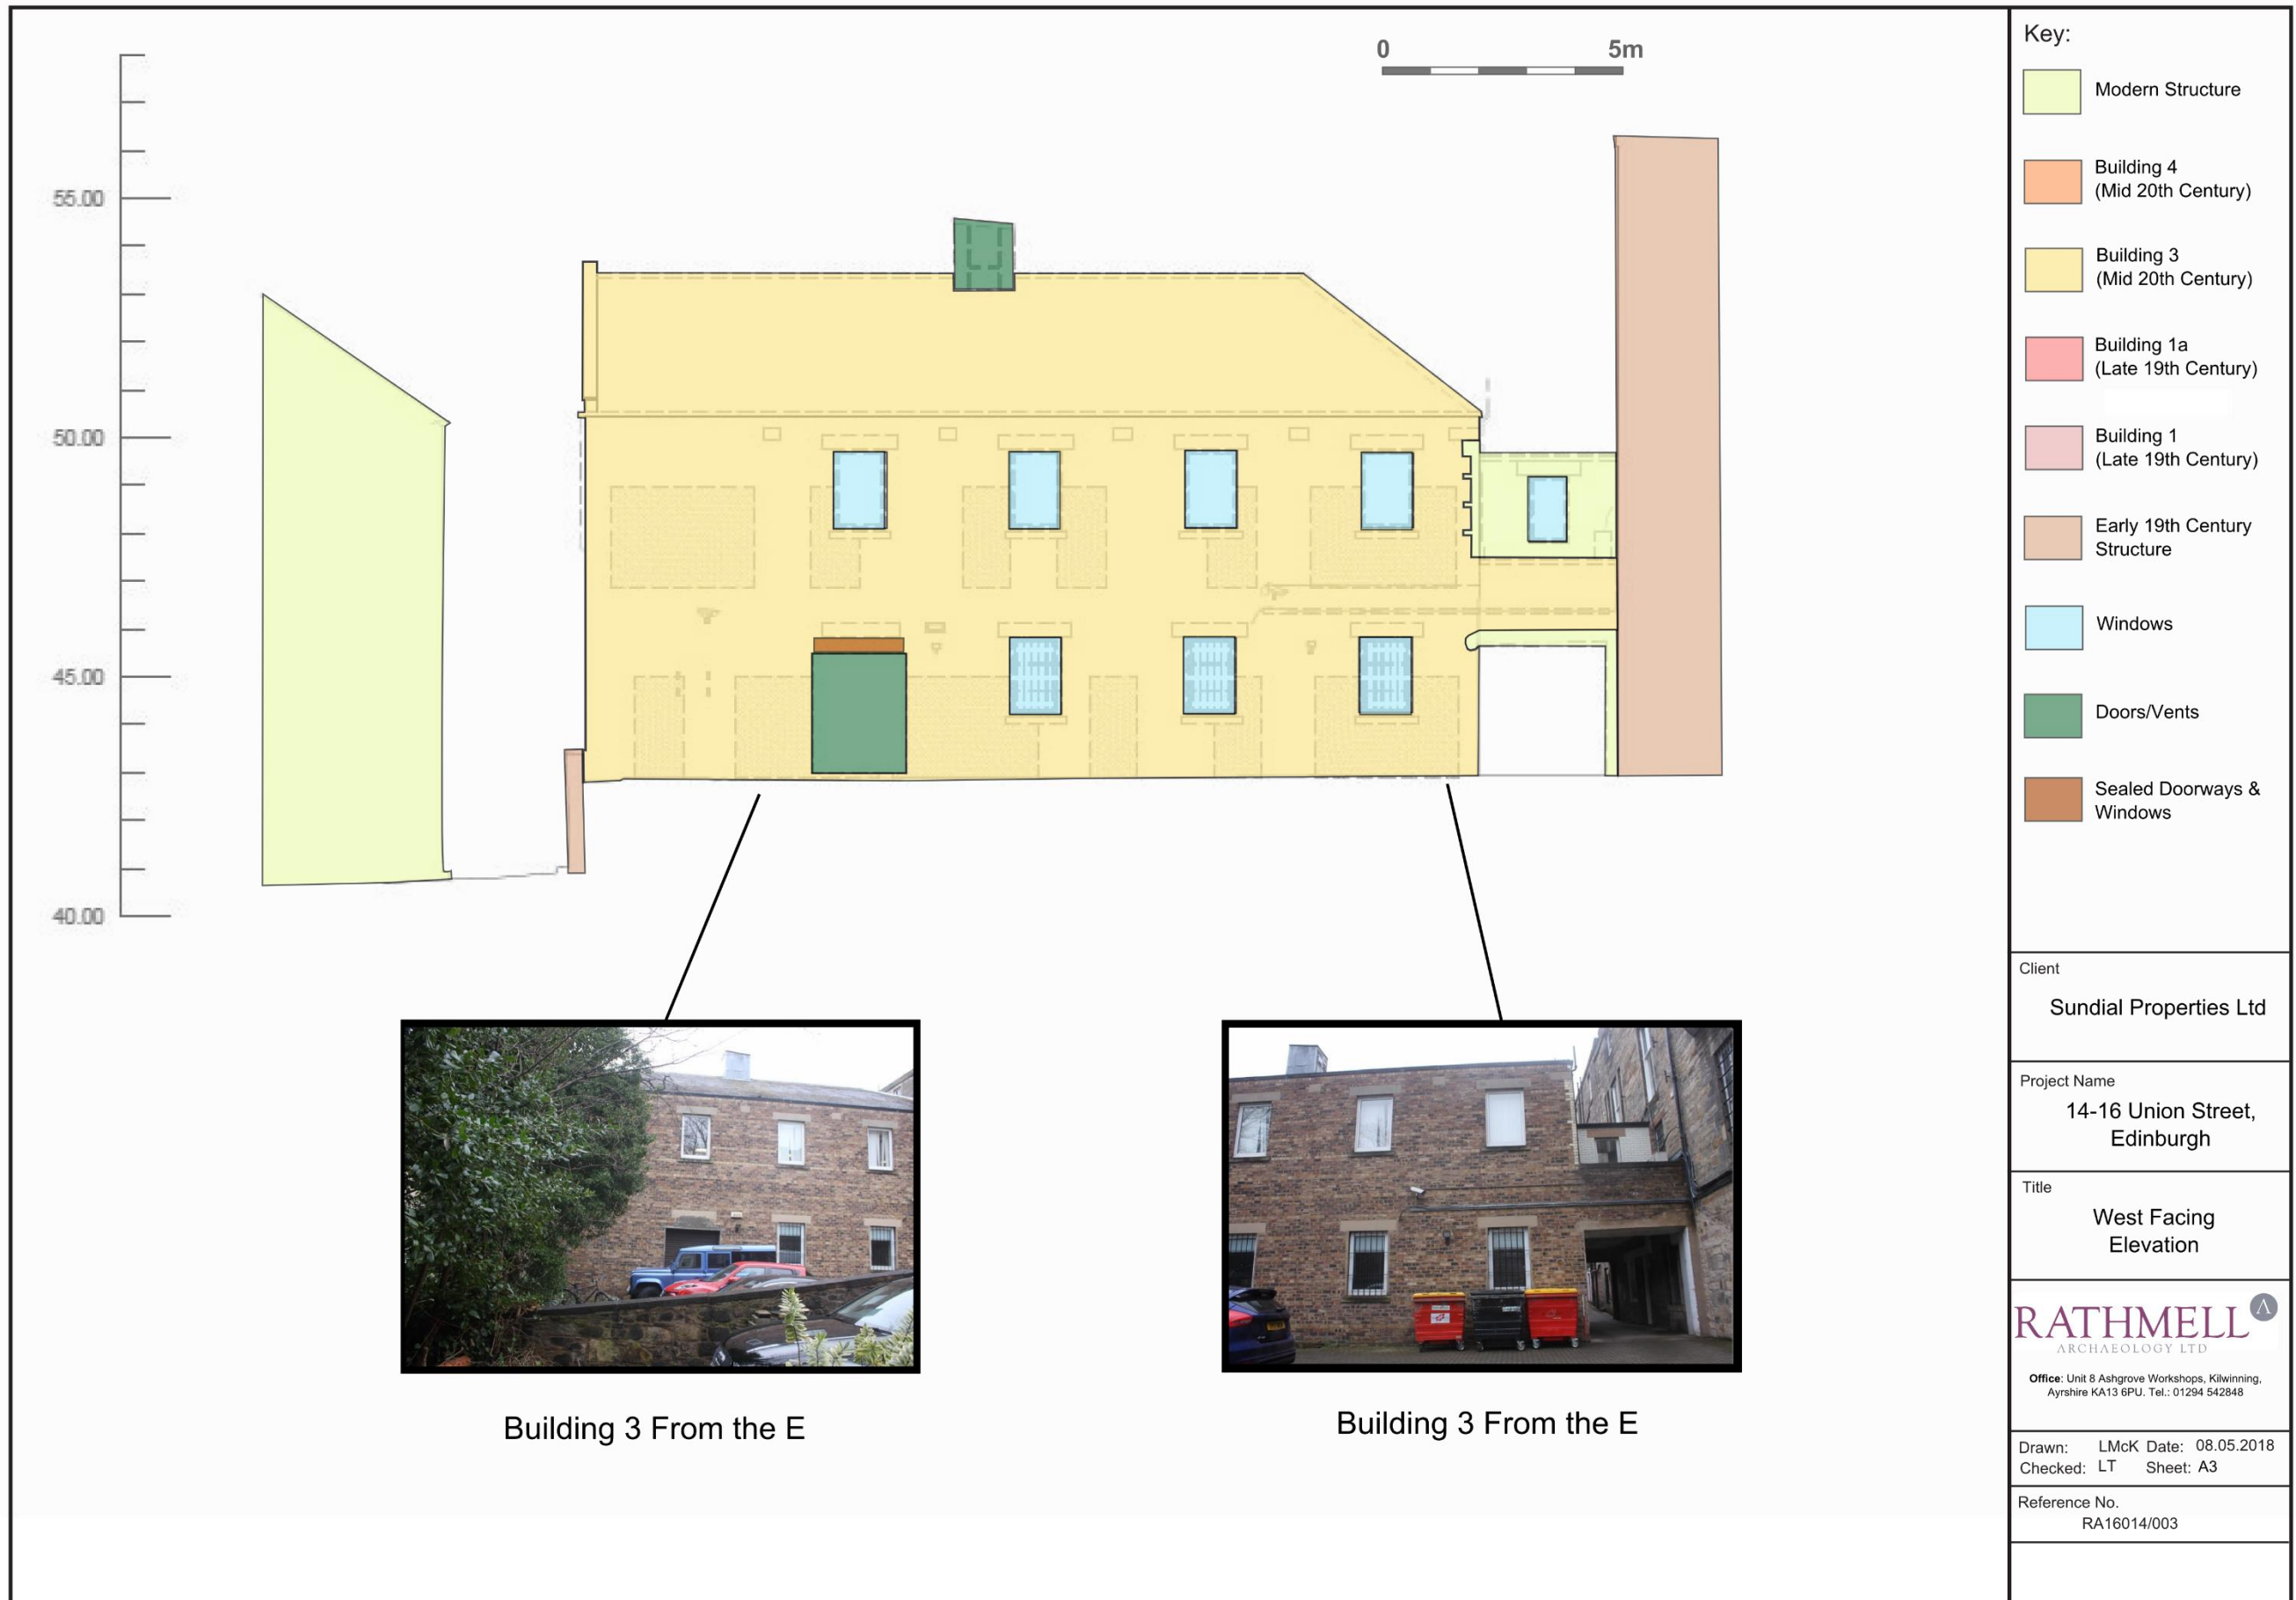 0 5m
55.00
50.00
45.00
40.00
Building 3 From the E
Building 3 From the E
Key:
Modern Structure
Building 4
(Mid 20th Century)
Building 3
(Mid 20th Century)
Building 1a
(Late 19th Century)
Building 1
(Late 19th Century)
Early 19th Century
Structure
Windows
Doors/Vents
Sealed Doorways &
Windows
Client
Sundial Properties Ltd
Project Name
14-16 Union Street,
Edinburgh
Title
West Facing
Elevation
RATHMELL
ARCHAEOLOGY LTD
Office: Unit 8 Ashgrove Workshops, Kilwinning,
Ayrshire KA13 6PU. Tel.: 01294 542848
Drawn: LMcK Date: 08.05.2018
Checked: LT Sheet: A3
Reference No.
RA16014/003